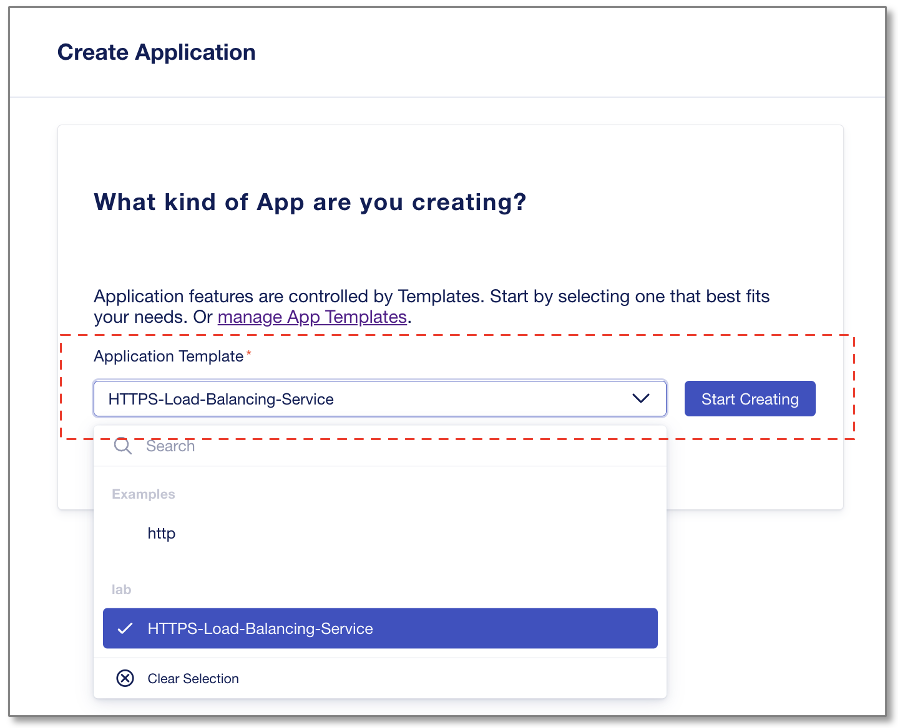 Create Application
What kind of App are you creating?
Application features are controlled by Templates. Start by selecting one that best fits
your needs. Or manage App Templates.
Application Template*
HTTPS-Load-Balancing-Service
Start Creating
Search
Examples
http
lab
HTTPS-Load-Balancing-Service
Clear Selection